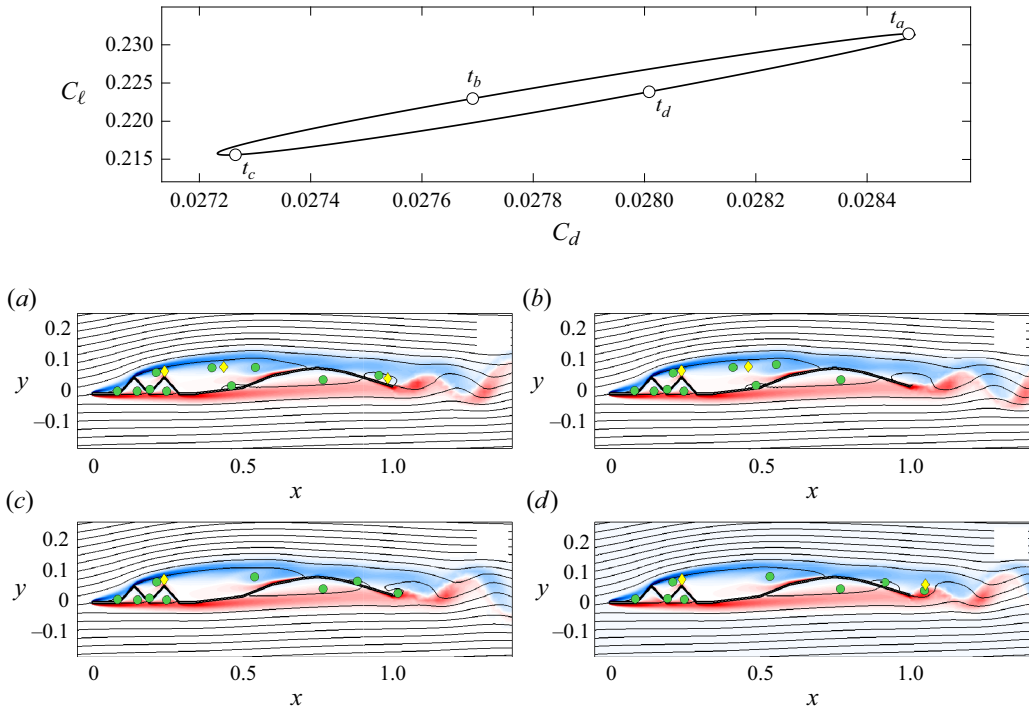 t_a
0.230
0.225
t_b
C_ℓ
0.220
t_d
0.215
t_c
0.0272 0.0274 0.0276 0.0278 0.0280 0.0282 0.0284
C_d
(a) (b)
0.2 0.2
0.1 0.1
y 0 y 0
–0.1 –0.1
0 0.5 1.0 0 0.5 1.0
x x
(c) (d)
0.2 0.2
0.1 0.1
y 0 y 0
–0.1 –0.1
0 0.5 1.0 0 0.5 1.0
x x